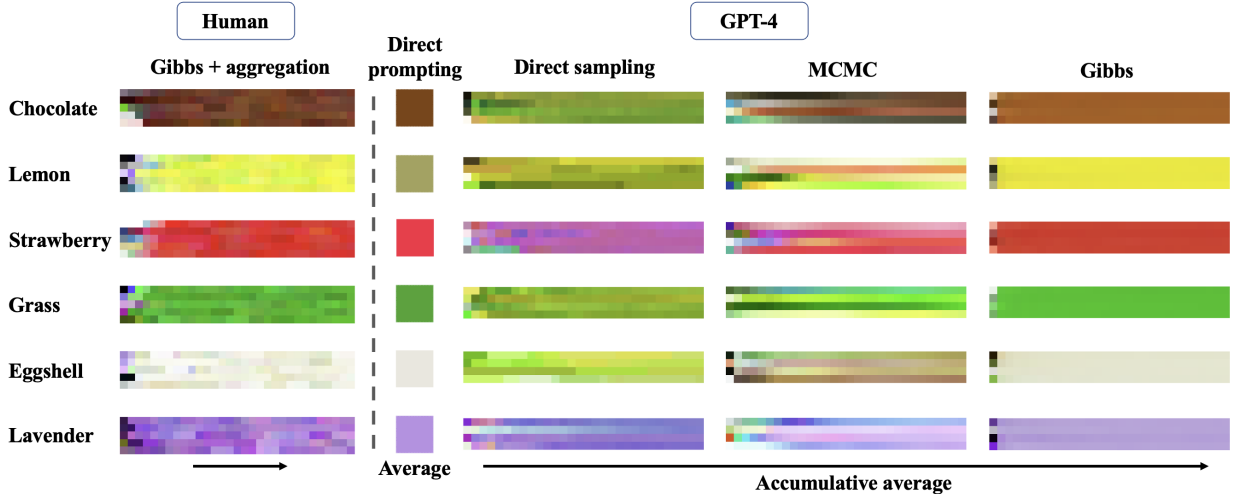 Human
GPT-4
Gibbs + aggregation
Direct
prompting
Direct sampling
MCMC
Gibbs
Chocolate
Lemon
Strawberry
Grass
Eggshell
Lavender
Average
Accumulative average